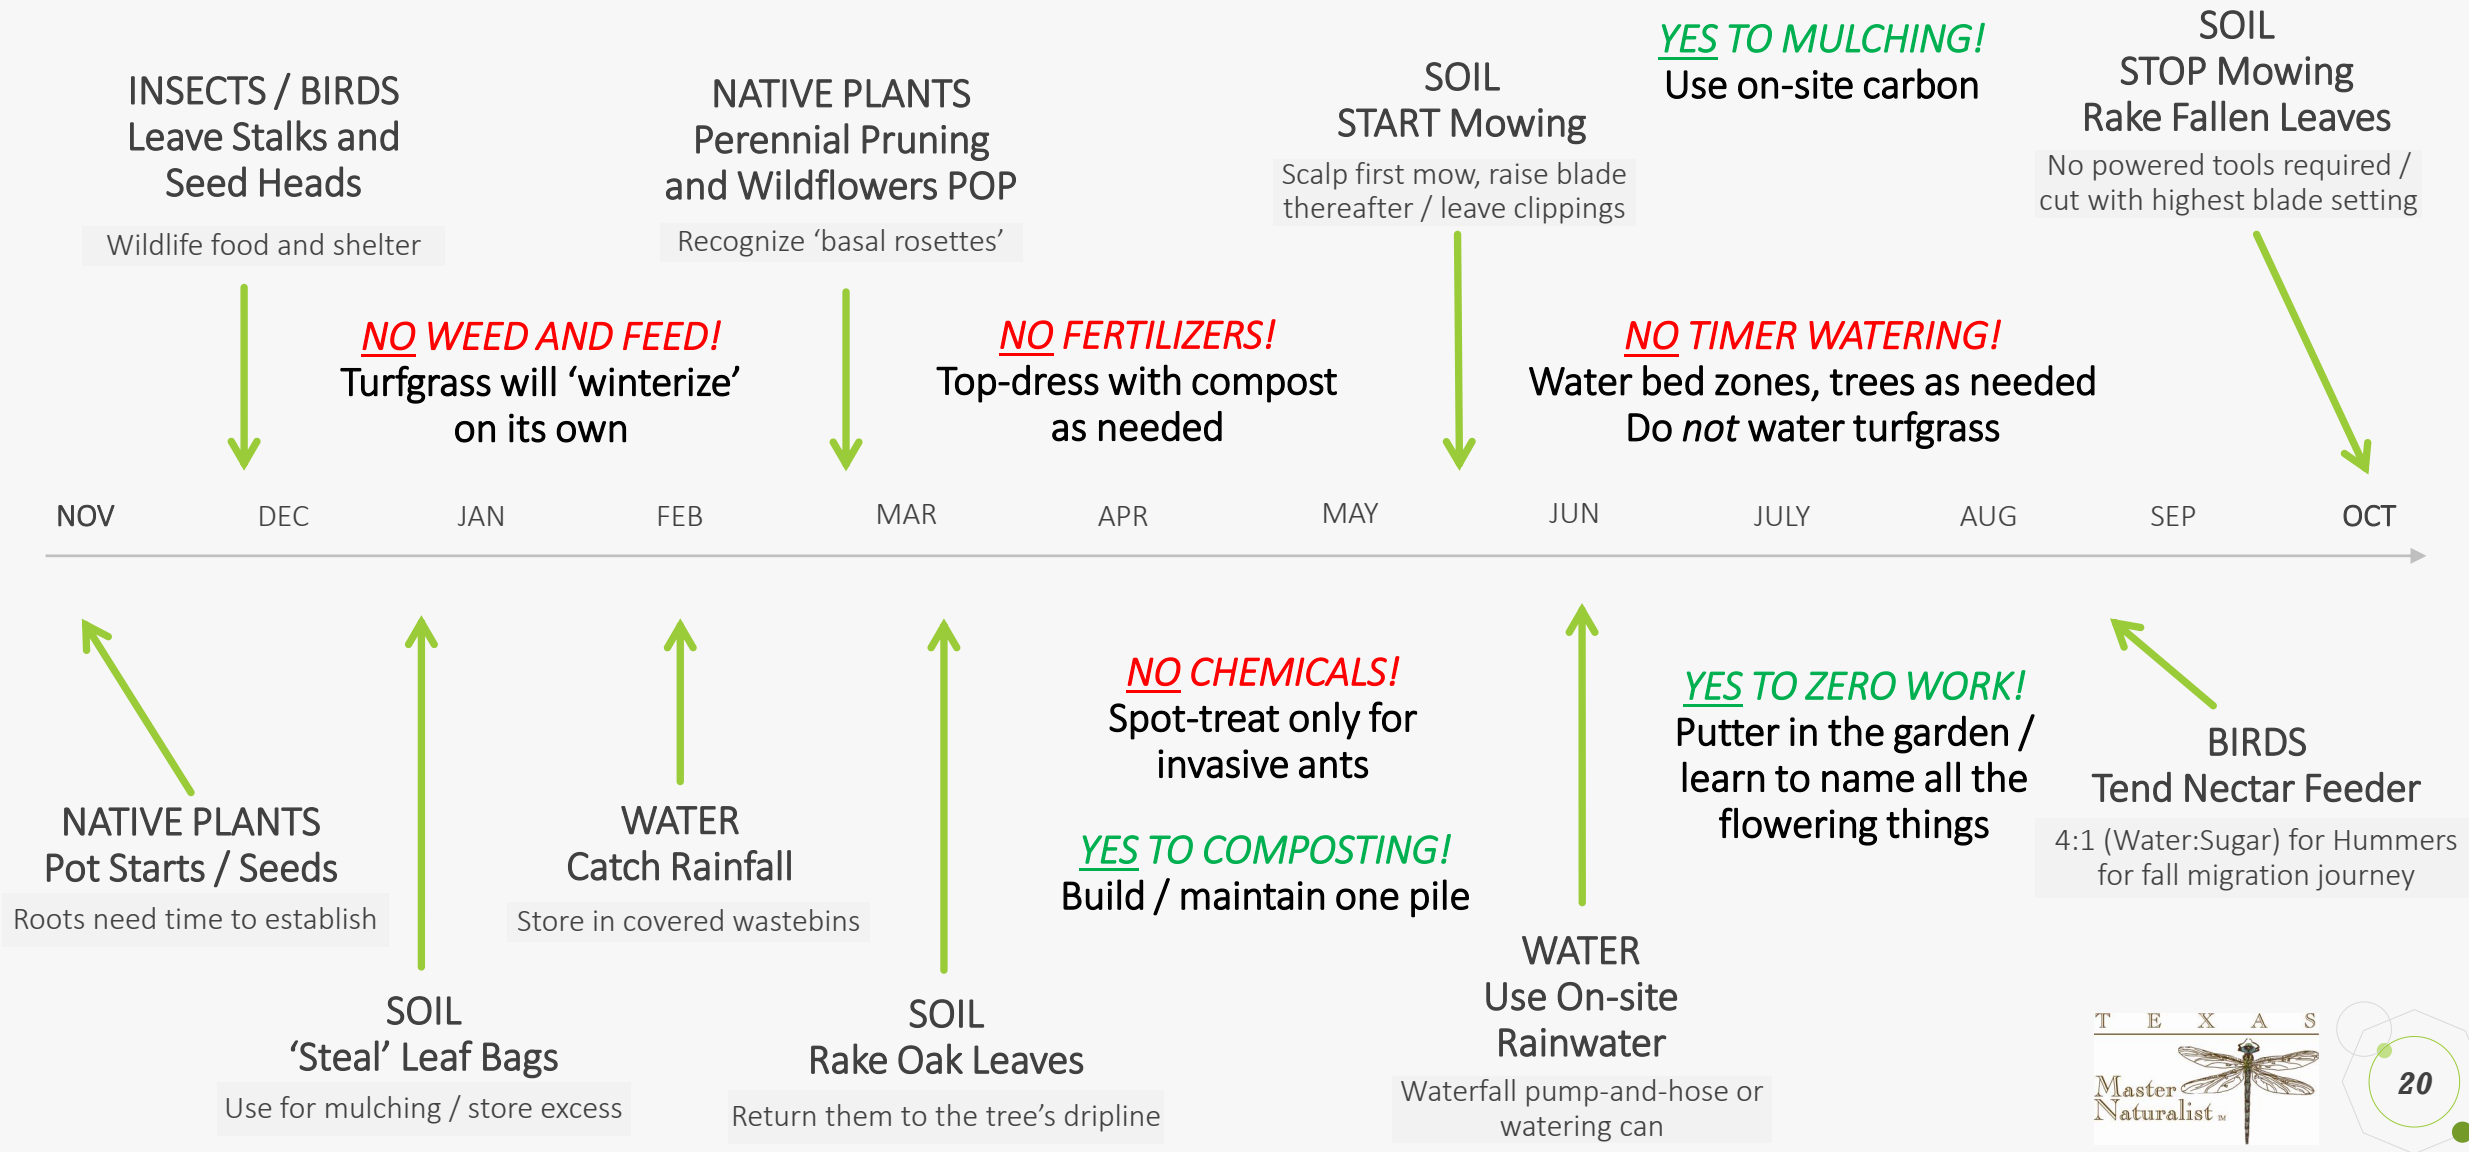 INSECTS / BIRDS
Leave Stalks and
Seed Heads
Wildlife food and shelter
NATIVE PLANTS
Perennial Pruning
and Wildflowers POP
Recognize ‘basal rosettes’
SOIL
START Mowing
Scalp first mow, raise blade
thereafter / leave clippings
YES TO MULCHING!
Use on-site carbon
SOIL
STOP Mowing
Rake Fallen Leaves
No powered tools required /
cut with highest blade setting
NO WEED AND FEED!
Turfgrass will ‘winterize’
on its own
NO FERTILIZERS!
Top-dress with compost
as needed
NO TIMER WATERING!
Water bed zones, trees as needed
Do not water turfgrass
NOV DEC JAN FEB MAR APR MAY JUN JULY AUG SEP OCT
NATIVE PLANTS
Pot Starts / Seeds
Roots need time to establish
SOIL
‘Steal’ Leaf Bags
Use for mulching / store excess
WATER
Catch Rainfall
Store in covered wastebins
SOIL
Rake Oak Leaves
Return them to the tree’s dripline
NO CHEMICALS!
Spot-treat only for
invasive ants
YES TO COMPOSTING!
Build / maintain one pile
WATER
Use On-site
Rainwater
Waterfall pump-and-hose or
watering can
YES TO ZERO WORK!
Putter in the garden /
learn to name all the
flowering things
BIRDS
Tend Nectar Feeder
4:1 (Water:Sugar) for Hummers
for fall migration journey
TEXAS
Master
Naturalist TM
20